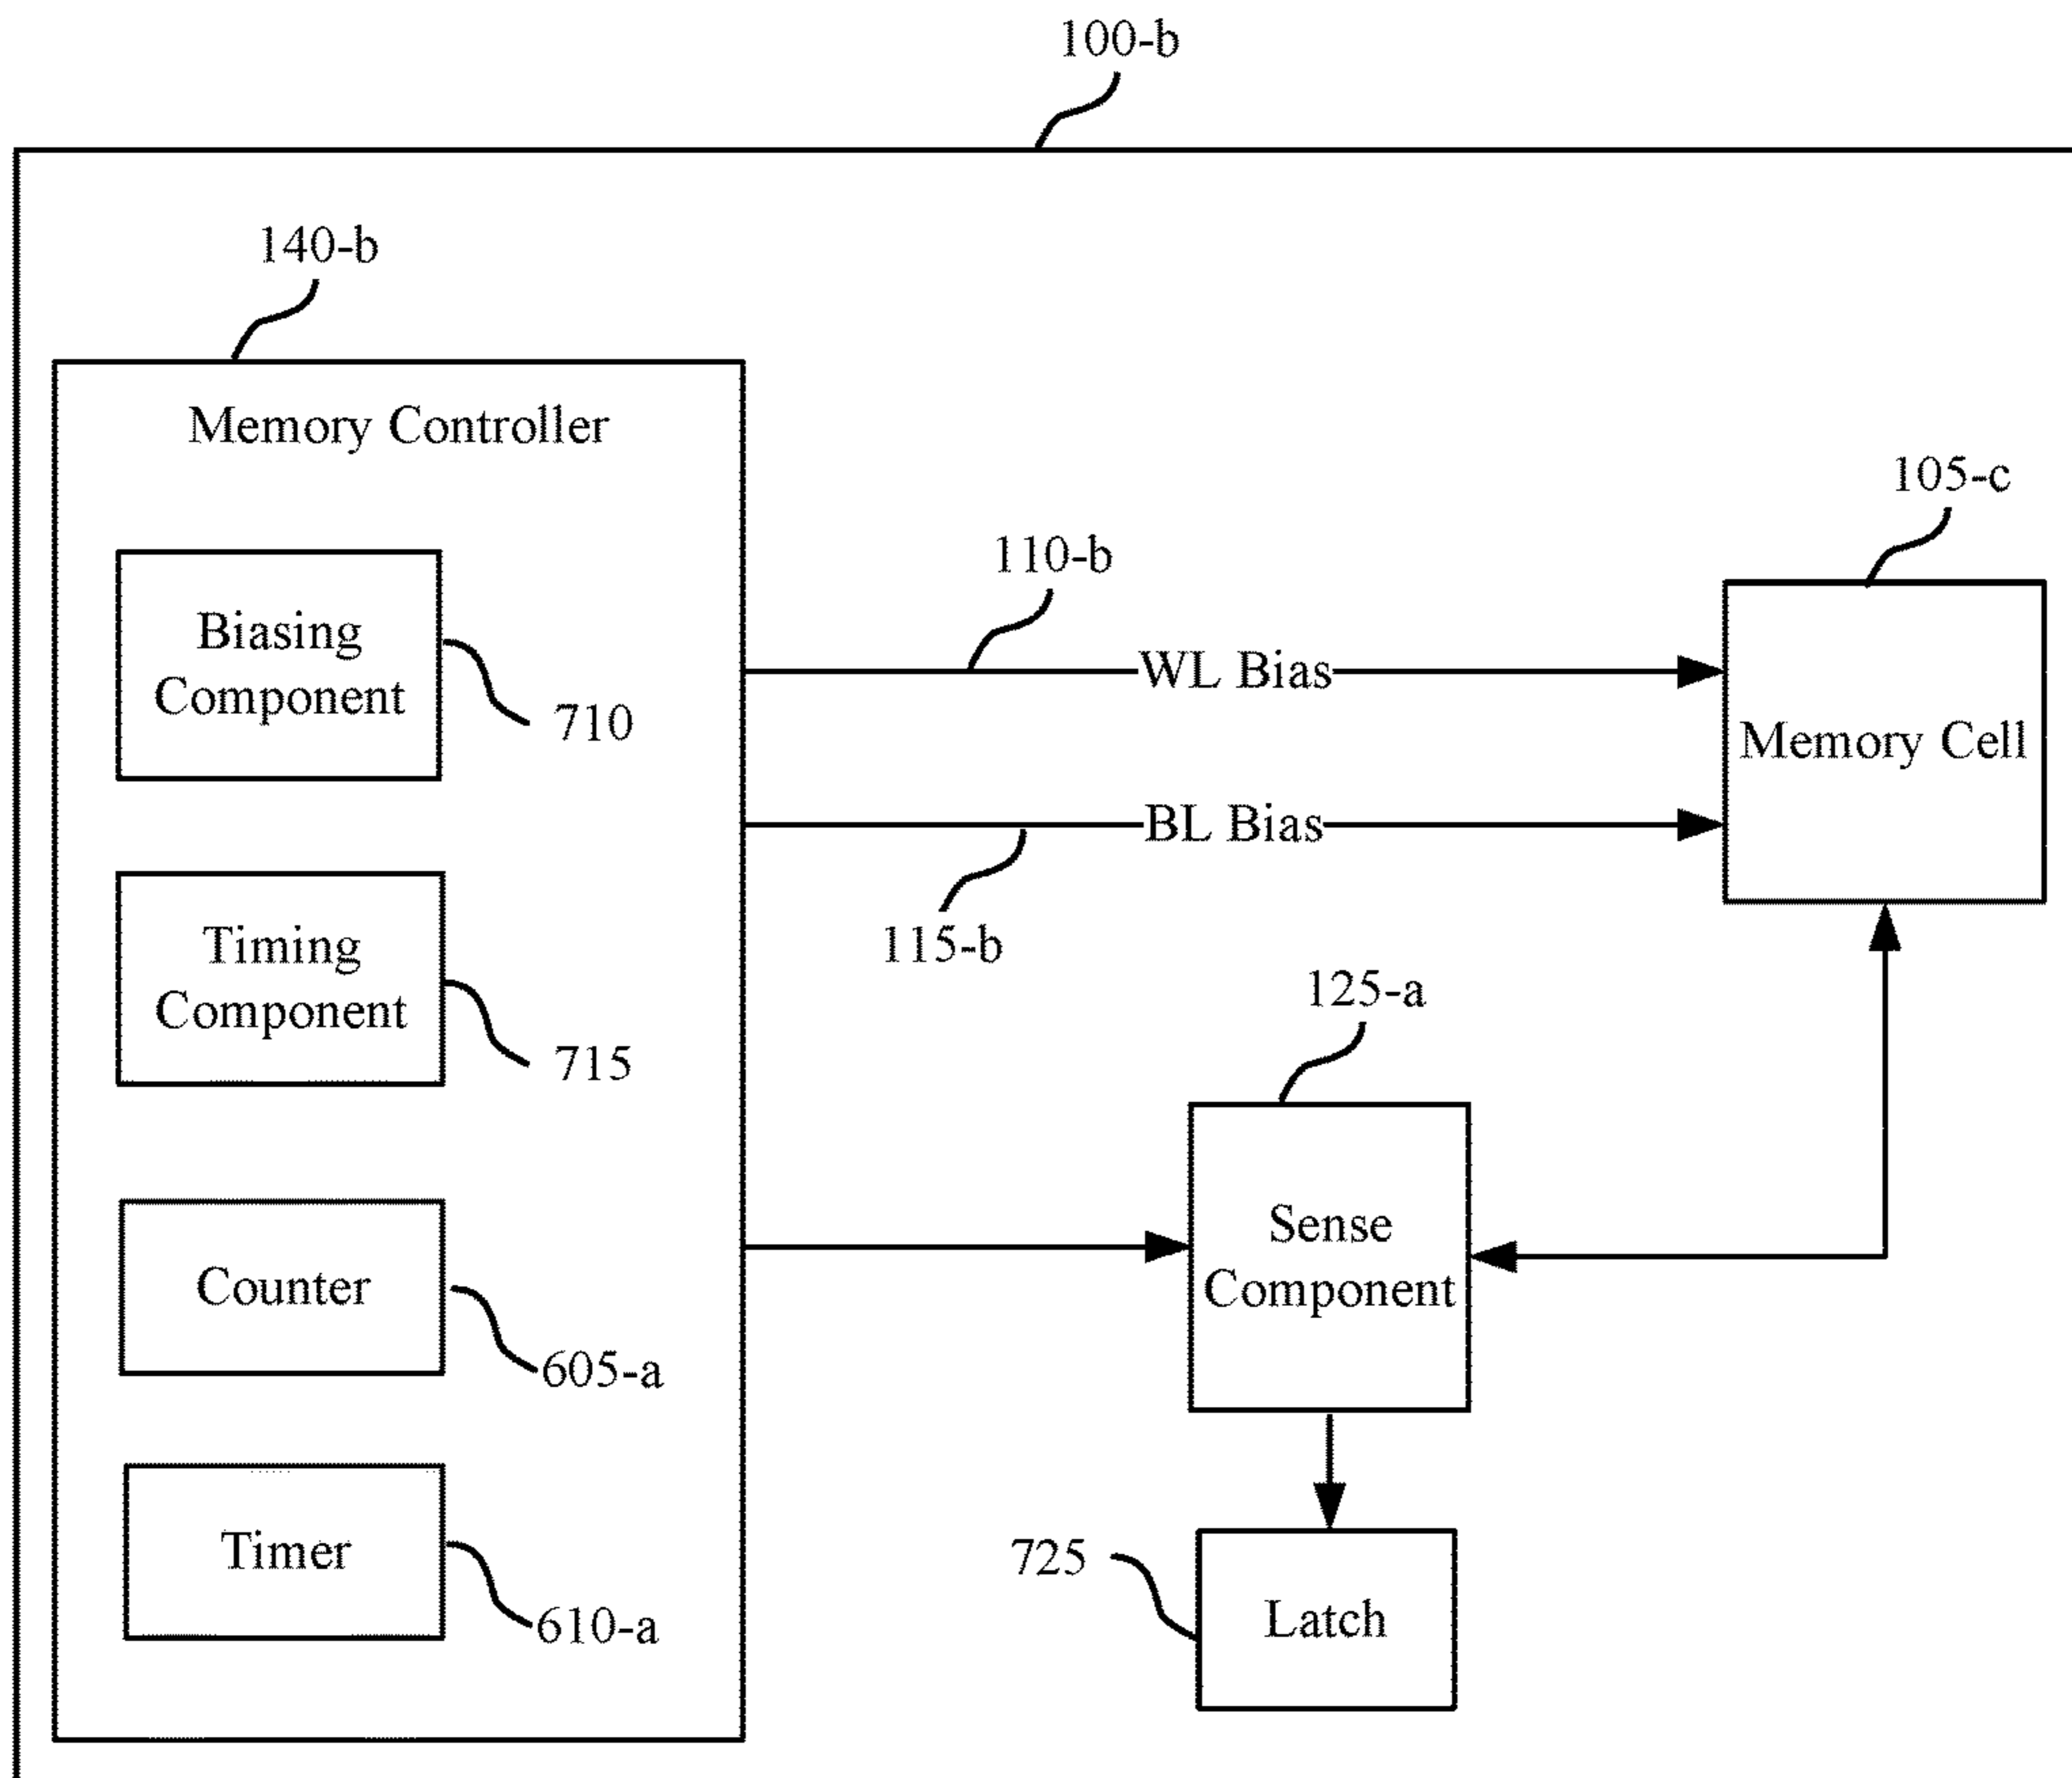 100-b
140-b
Memory Controller
105-c
110-b
Biasing
Component
710
WL Bias
Memory Cell
BL Bias
115-b
Timing
Component
715
125-a
Sense
Component
Counter
605-a
Timer
610-a
725
Latch